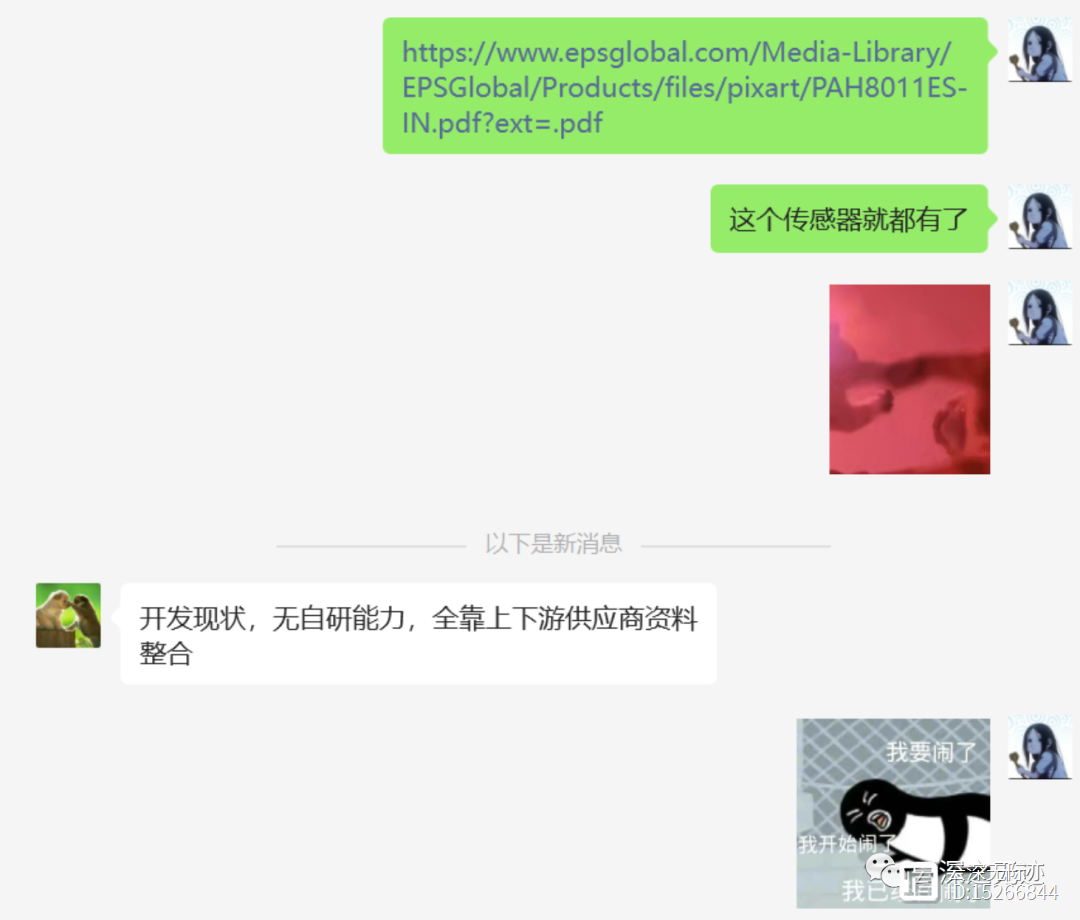 https://www.epsglobal.com/Media-Library/
EPSGlobal/Products/files/pixart/PAH8011ES-
IN.pdf?ext=.pdf
这个传感器就都有了
以下是新消息
开发现状，无自研能力，全靠上下游供应商资料
整合
我要闹了
我开始闹了
我已
ID:15266844